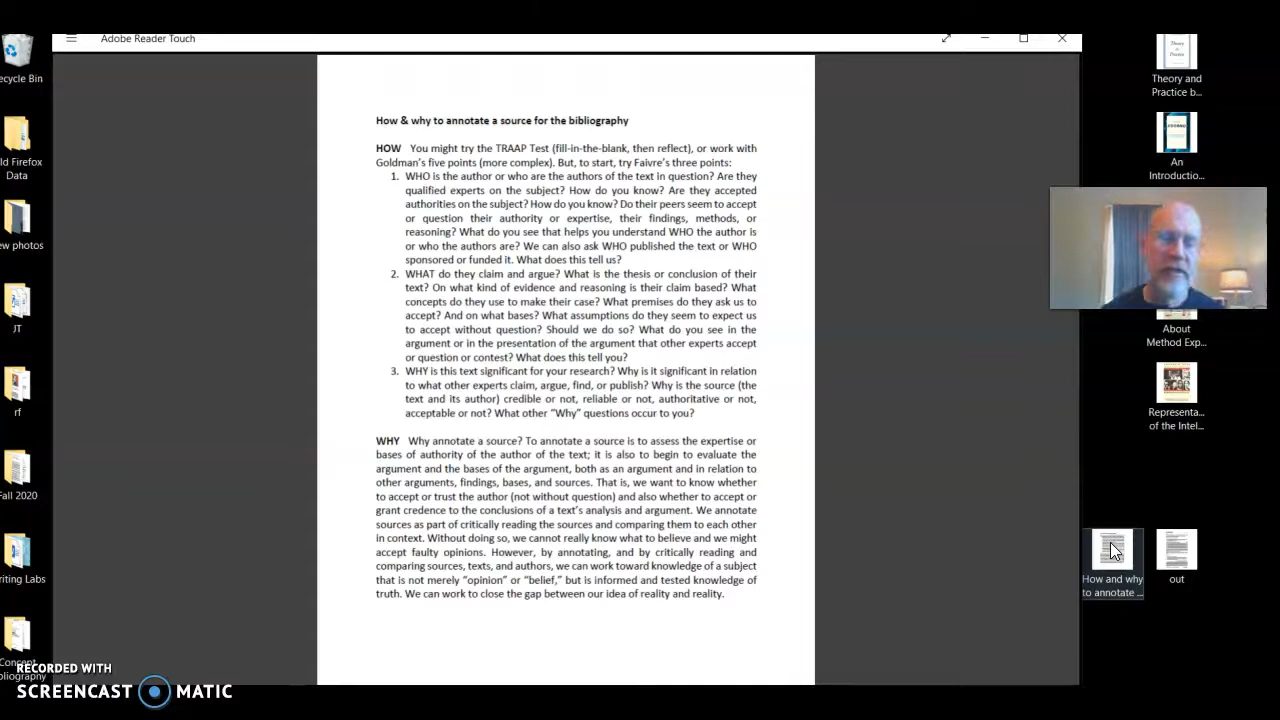 Adobe Reader Touch
ecycle Bin
ld Firefox
Data
ew photos
JT
rf
Fall 2020
riting Labs
Concept
bliography
How & why to annotate a source for the bibliography
HOW You might try the TRAAP Test (fill-in-the-blank, then reflect), or work with
Goldman's five points (more complex). But, to start, try Faivre's three points:
1. WHO is the author or who are the authors of the text in question? Are they
qualified experts on the subject? How do you know? Are they accepted
authorities on the subject? How do you know? Do their peers seem to accept
or question their authority or expertise, their findings, methods, or
reasoning? What do you see that helps you understand WHO the author is
or who the authors are? We can also ask WHO published the text or WHO
sponsored or funded it. What does this tell us?
2. WHAT do they claim and argue? What is the thesis or conclusion of their
text? On what kind of evidence and reasoning is their claim based? What
concepts do they use to make their case? What premises do they ask us to
accept? And on what bases? What assumptions do they seem to expect us
to accept without question? Should we do so? What do you see in the
argument or in the presentation of the argument that other experts accept
or question or contest? What does this tell you?
3. WHY is this text significant for your research? Why is it significant in relation
to what other experts claim, argue, find, or publish? Why is the source (the
text and its author) credible or not, reliable or not, authoritative or not,
acceptable or not? What other "Why" questions occur to you?
WHY Why annotate a source? To annotate a source is to assess the expertise or
bases of authority of the author of the text; it is also to begin to evaluate the
argument and the bases of the argument, both as an argument and in relation to
other arguments, findings, bases, and sources. That is, we want to know whether
to accept or trust the author (not without question) and also whether to accept or
grant credence to the conclusions of a text's analysis and argument. We annotate
sources as part of critically reading the sources and comparing them to each other
in context. Without doing so, we cannot really know what to believe and we might
accept faulty opinions. However, by annotating, and by critically reading and
comparing sources, texts, and authors, we can work toward knowledge of a subject
that is not merely "opinion" or "belief," but is informed and tested knowledge of
truth. We can work to close the gap between our idea of reality and reality.
Theory and
Practice b...
An
Introductio...
About
Method Exp...
Representa...
of the Intel...
How and why
to annotate ...
out
RECORDED WITH
SCREENCAST MATIC